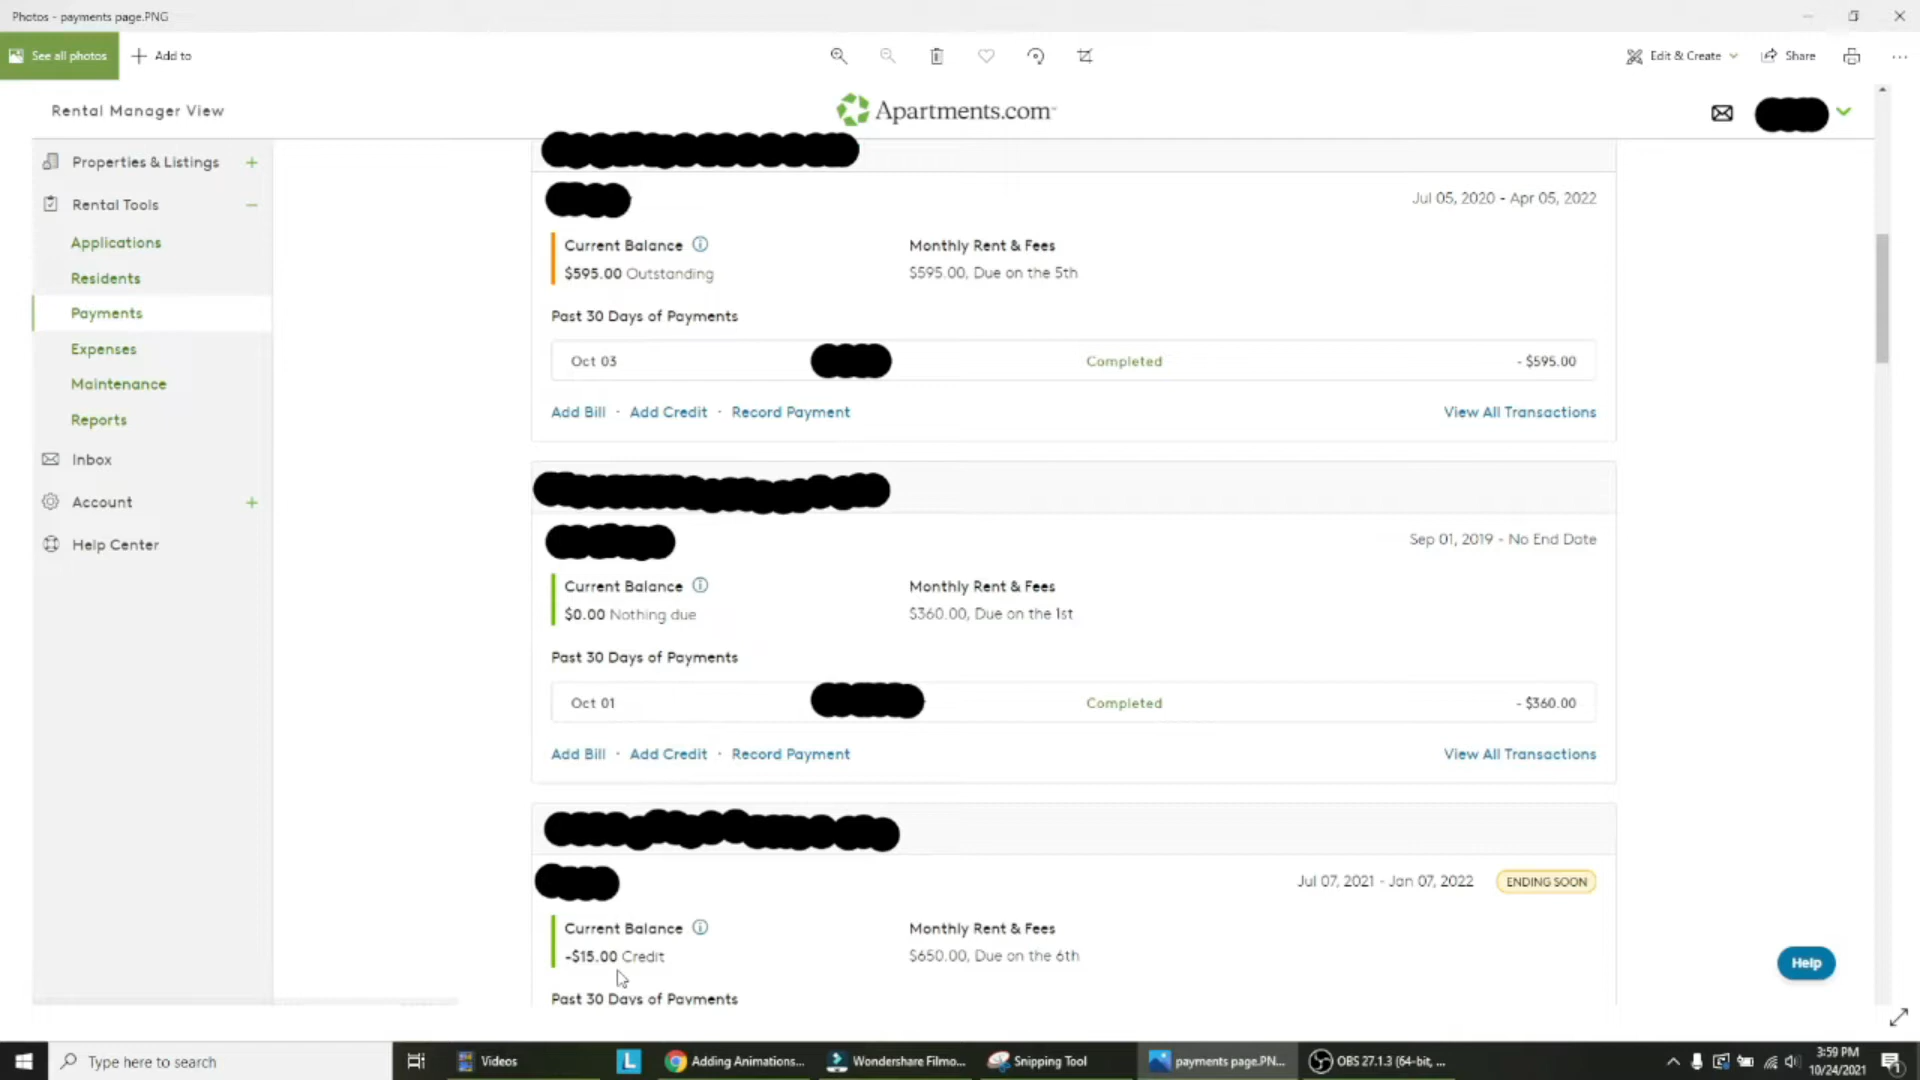 Photos - payments page.PNG
See all photos
Add to
Edit & Create
Share
Rental Manager View
Apartments.com
Properties & Listings
Rental Tools
Applications
Residents
Payments
Expenses
Maintenance
Reports
Inbox
Account
Help Center
Jul 05, 2020 - Apr 05, 2022
Current Balance
Monthly Rent & Fees
$595.00 Outstanding
$595.00, Due on the 5th
Past 30 Days of Payments
Oct 03 Completed - $595.00
Add Bill · Add Credit · Record Payment View All Transactions
Sep 01, 2019 - No End Date
Current Balance
Monthly Rent & Fees
$0.00 Nothing due
$360.00, Due on the 1st
Past 30 Days of Payments
Oct 01 Completed - $360.00
Add Bill · Add Credit · Record Payment View All Transactions
Jul 07, 2021 - Jan 07, 2022 ENDING SOON
Current Balance
Monthly Rent & Fees
-$15.00 Credit
$650.00, Due on the 6th
Past 30 Days of Payments
Help
Type here to search
Videos
L
Adding Animations...
Wondershare Filmo...
Snipping Tool
payments page.PN...
OBS 27.1.3 (64-bit, ...
3:59 PM
10/24/2021
1